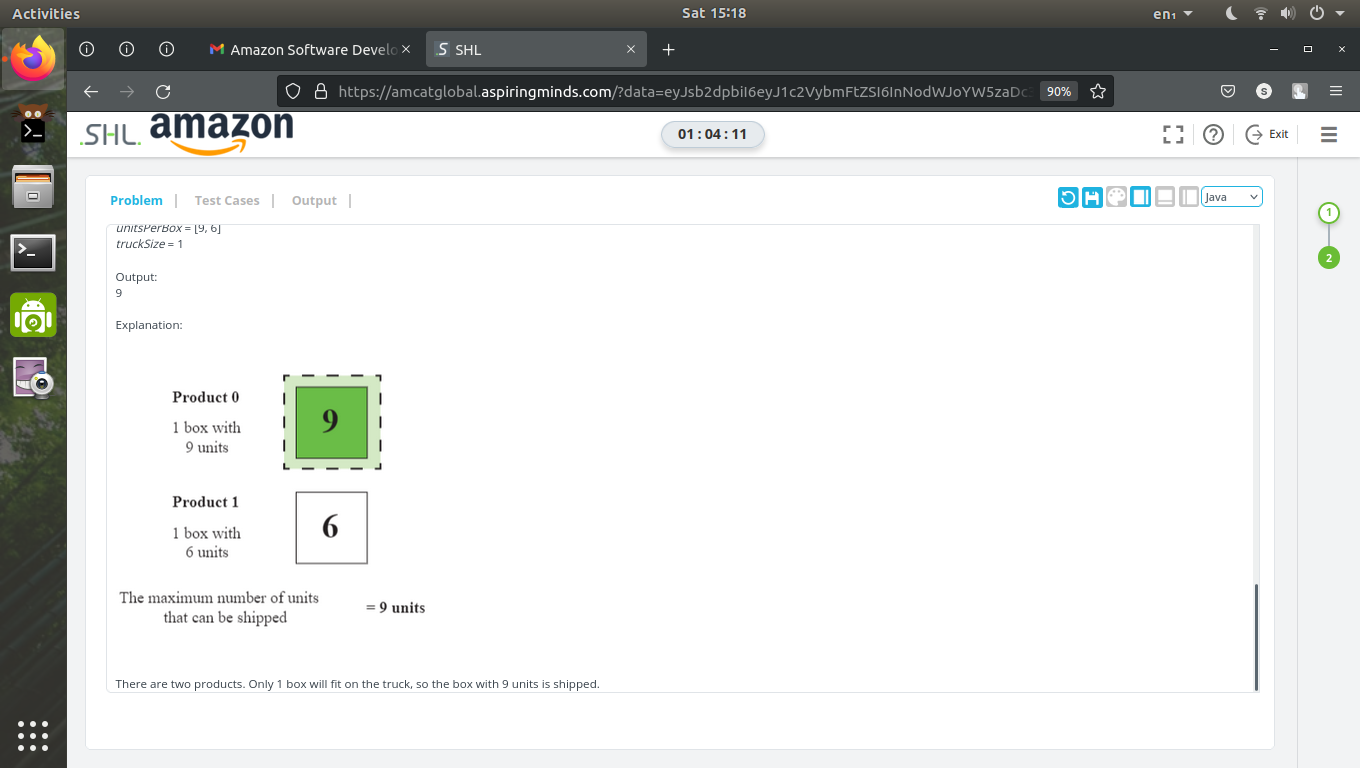 Activities
Sat 15:18
en₁
Amazon Software Develo
SHL
https://amcatglobal.aspiringminds.com/?data=eyJsb2dpbiI6eyJ1c2VybmFtZSI6InNodWJoYW5zaDc
90%
S
.SHL. amazon
01 : 04 : 11
Exit
Problem | Test Cases | Output |
Java
1
2
unitsPerBox = [9, 6]
truckSize = 1
Output:
9
Explanation:
Product 0
1 box with
9 units
9
Product 1
1 box with
6 units
6
The maximum number of units
that can be shipped
= 9 units
There are two products. Only 1 box will fit on the truck, so the box with 9 units is shipped.